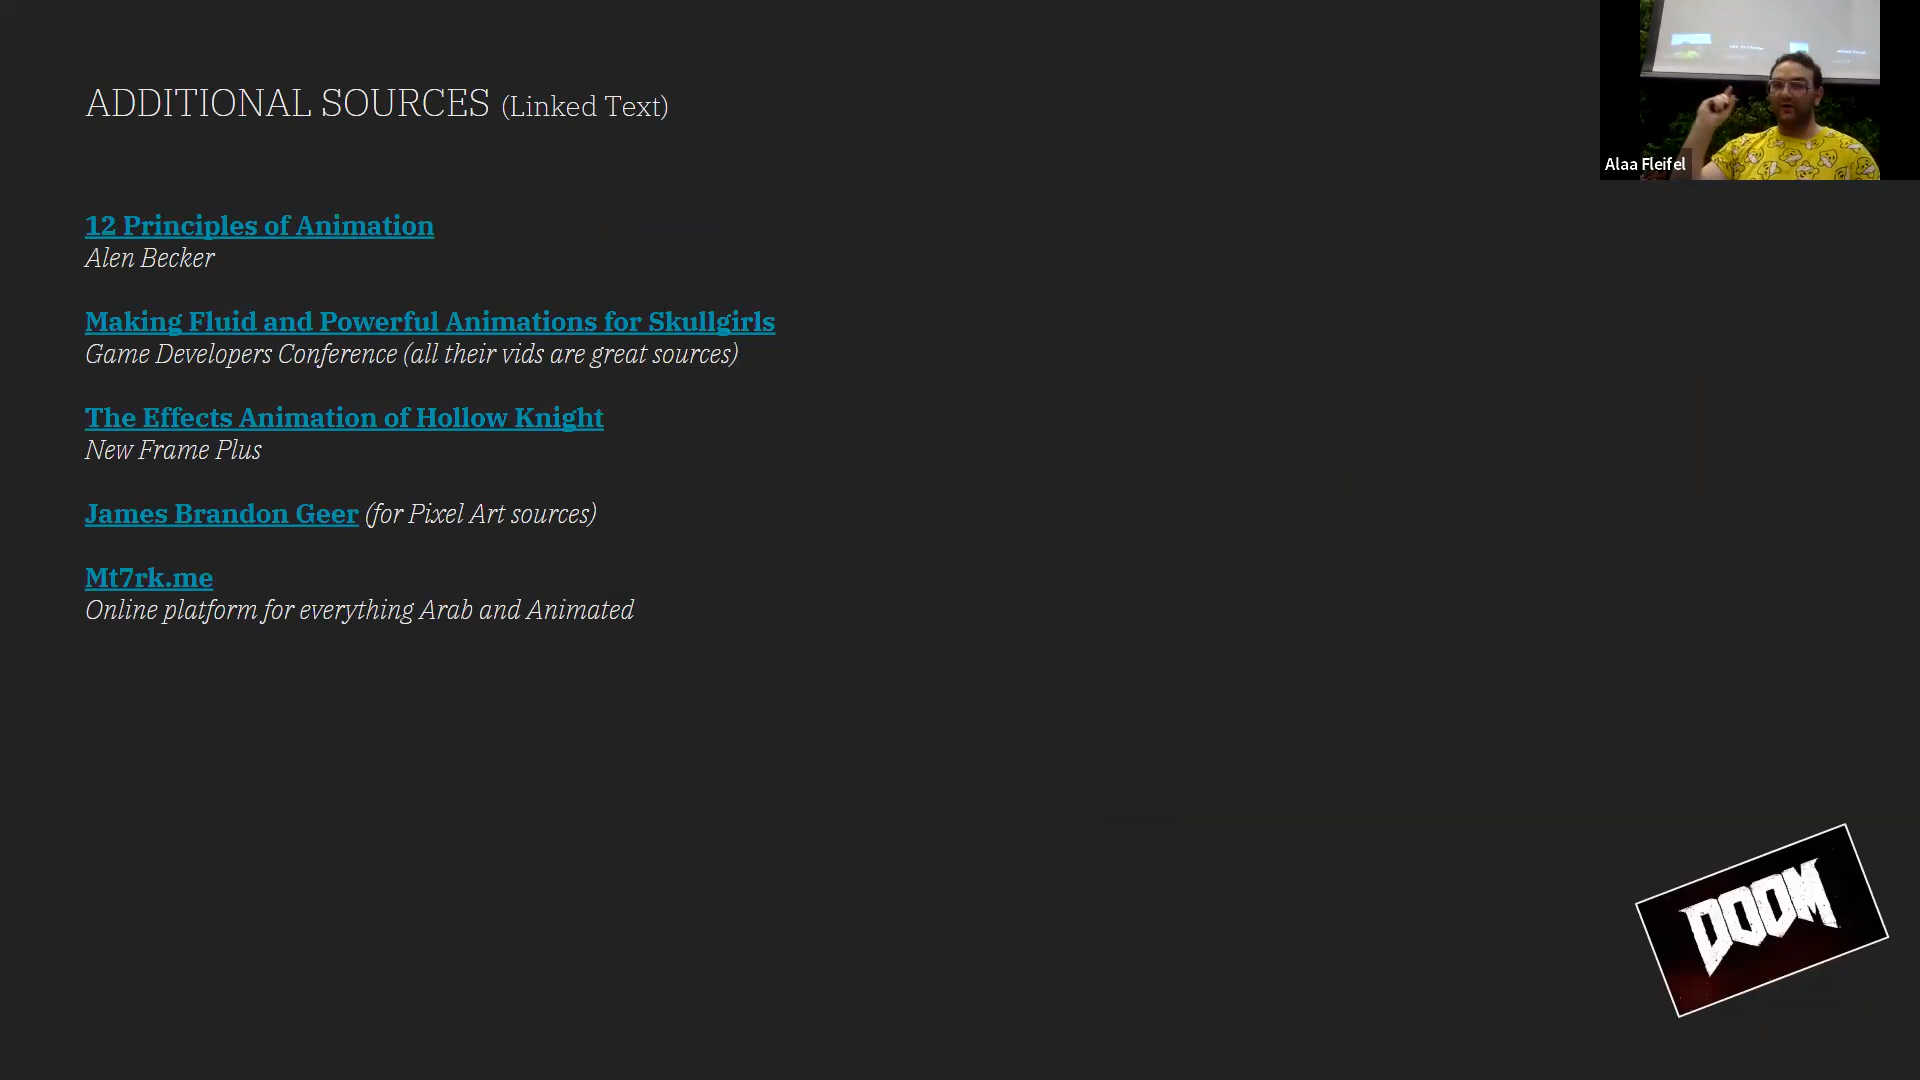 ADDITIONAL SOURCES (Linked Text)
12 Principles of Animation
Alen Becker
Making Fluid and Powerful Animations for Skullgirls
Game Developers Conference (all their vids are great sources)
The Effects Animation of Hollow Knight
New Frame Plus
James Brandon Geer (for Pixel Art sources)
Mt7rk.me
Online platform for everything Arab and Animated
Alaa Fleifel
DOOM